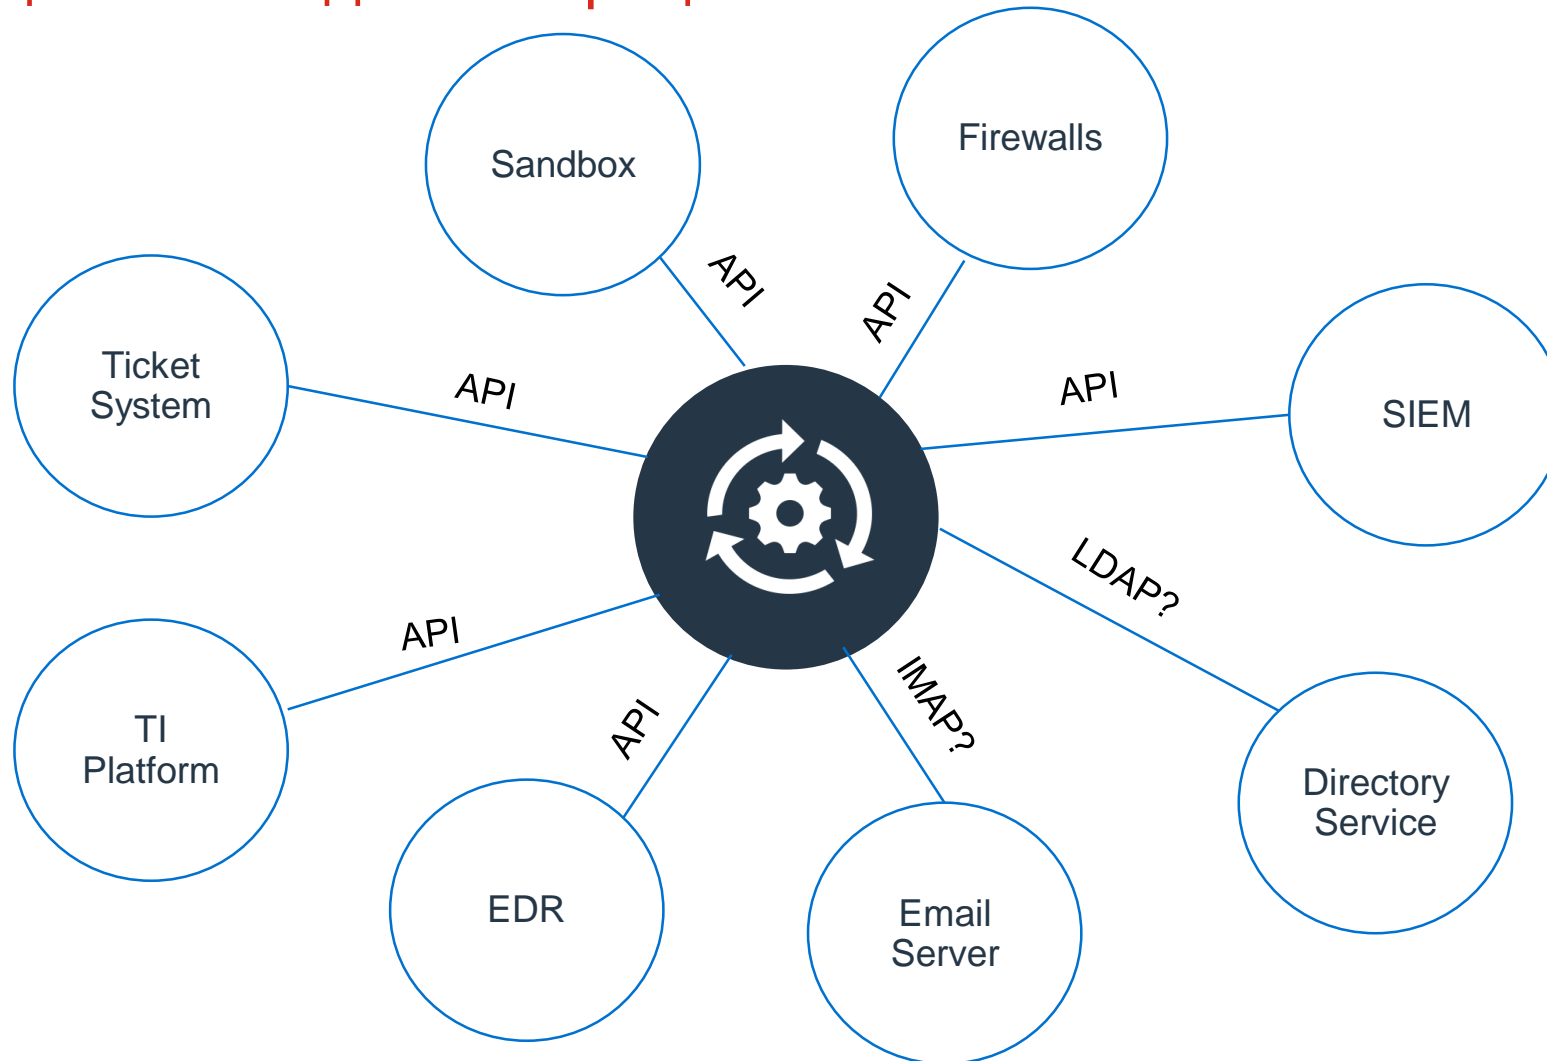 Firewalls
Sandbox
API
API
Ticket
System
API
API
SIEM
LDAP?
API
IMAP?
API
TI
Platform
Directory
Service
EDR
Email
Server